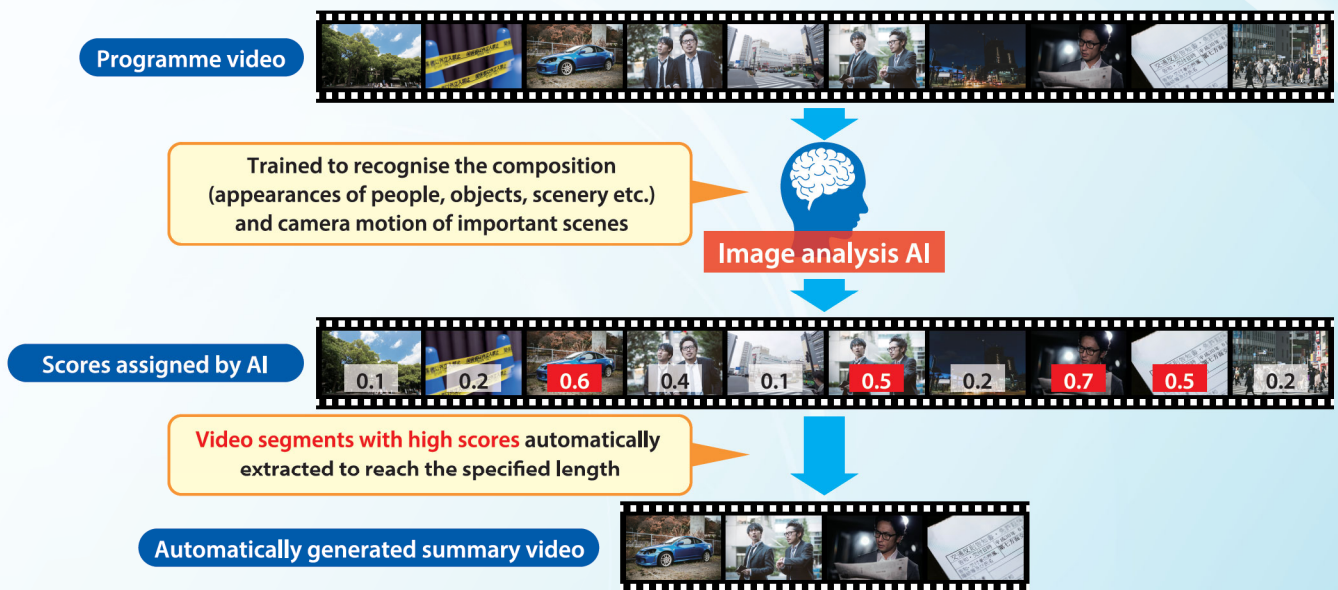 Programme video
Trained to recognise the composition
(appearances of people, objects, scenery etc.)
and camera motion of important scenes
Image analysis AI
Scores assigned by AI
0.1
0.2
0.6
0.4
0.1
0.5
0.2
0.7
0.5
0.2
Video segments with high scores automatically
extracted to reach the specified length
Automatically generated summary video